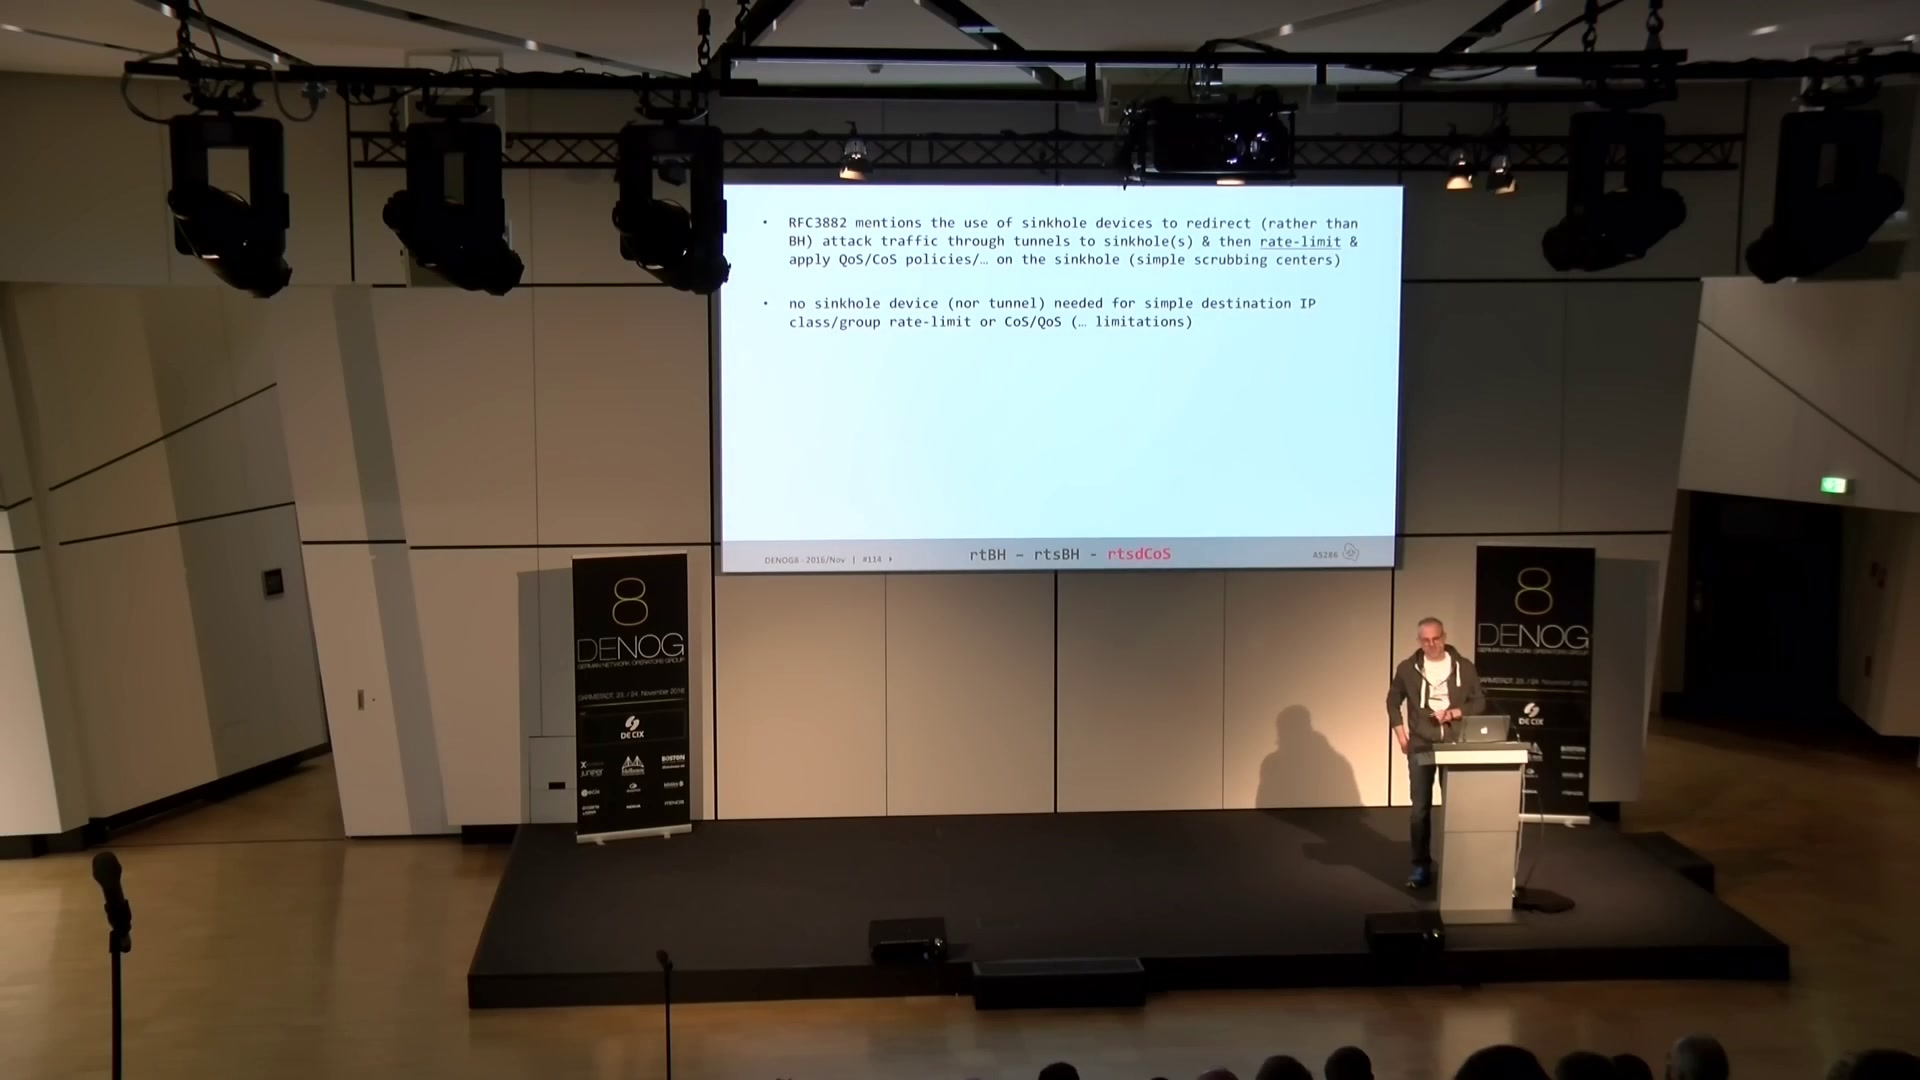 • RFC3882 mentions the use of sinkhole devices to redirect (rather than
BH) attack traffic through tunnels to sinkhole(s) & then rate-limit &
apply QoS/CoS policies/… on the sinkhole (simple scrubbing centers)
• no sinkhole device (nor tunnel) needed for simple destination IP
class/group rate-limit or CoS/QoS (… limitations)
DENOG8 - 2016/Nov | #114
rtBH – rtsBH - rtsdCoS
AS286
8
DENOG
GERMAN NETWORK OPERATORS GROUP
DARMSTADT, 23. / 24. November 2016
DE CIX
JUNIPER
BOSTON
8
DENOG
GERMAN NETWORK OPERATORS GROUP
24. November 2016
DE CIX
BOSTON